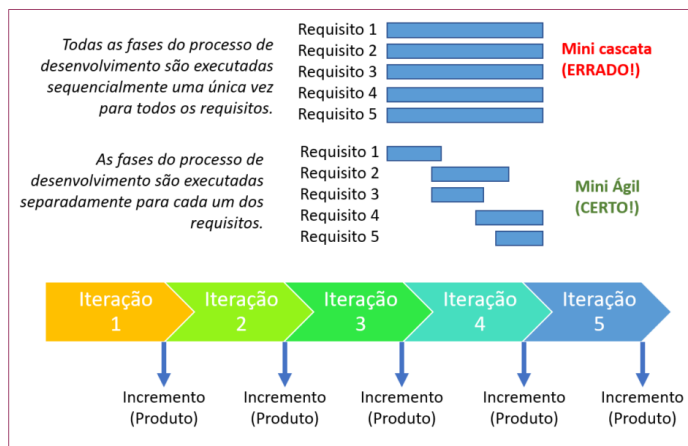 Todas as fases do processo de
desenvolvimento são executadas
sequencialmente uma única vez
para todos os requisitos.
Requisito 1
Requisito 2
Requisito 3
Requisito 4
Requisito 5
Mini cascata
(ERRADO!)
As fases do processo de
desenvolvimento são executadas
separadamente para cada um dos
requisitos.
Requisito 1
Requisito 2
Requisito 3
Requisito 4
Requisito 5
Mini Ágil
(CERTO!)
Iteração
1
Iteração
2
Iteração
3
Iteração
4
Iteração
5
Incremento
(Produto)
Incremento
(Produto)
Incremento
(Produto)
Incremento
(Produto)
Incremento
(Produto)